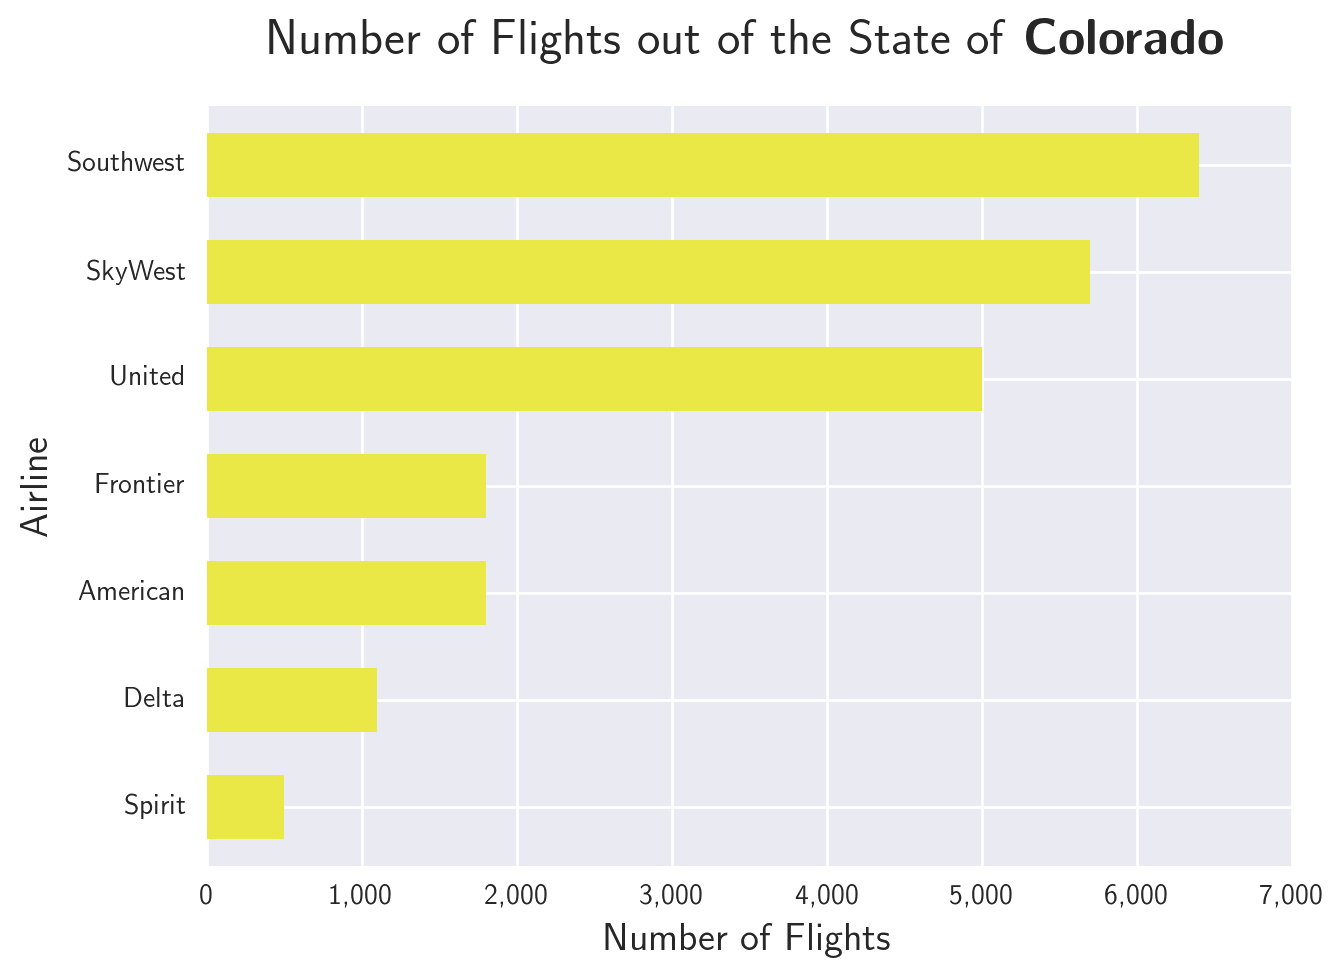 Number of Flights out of the State of Colorado
Southwest
SkyWest
United
Frontier
American
Delta
Spirit
Airline
0 1,000 2,000 3,000 4,000 5,000 6,000 7,000
Number of Flights